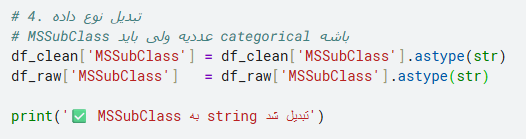 # 4. تبدیل نوع داده
# MSSubClass عددیه ولی باید categorical باشه
df_clean['MSSubClass'] = df_clean['MSSubClass'].astype(str)
df_raw['MSSubClass']   = df_raw['MSSubClass'].astype(str)

print('✅ MSSubClass به string تبدیل شد')